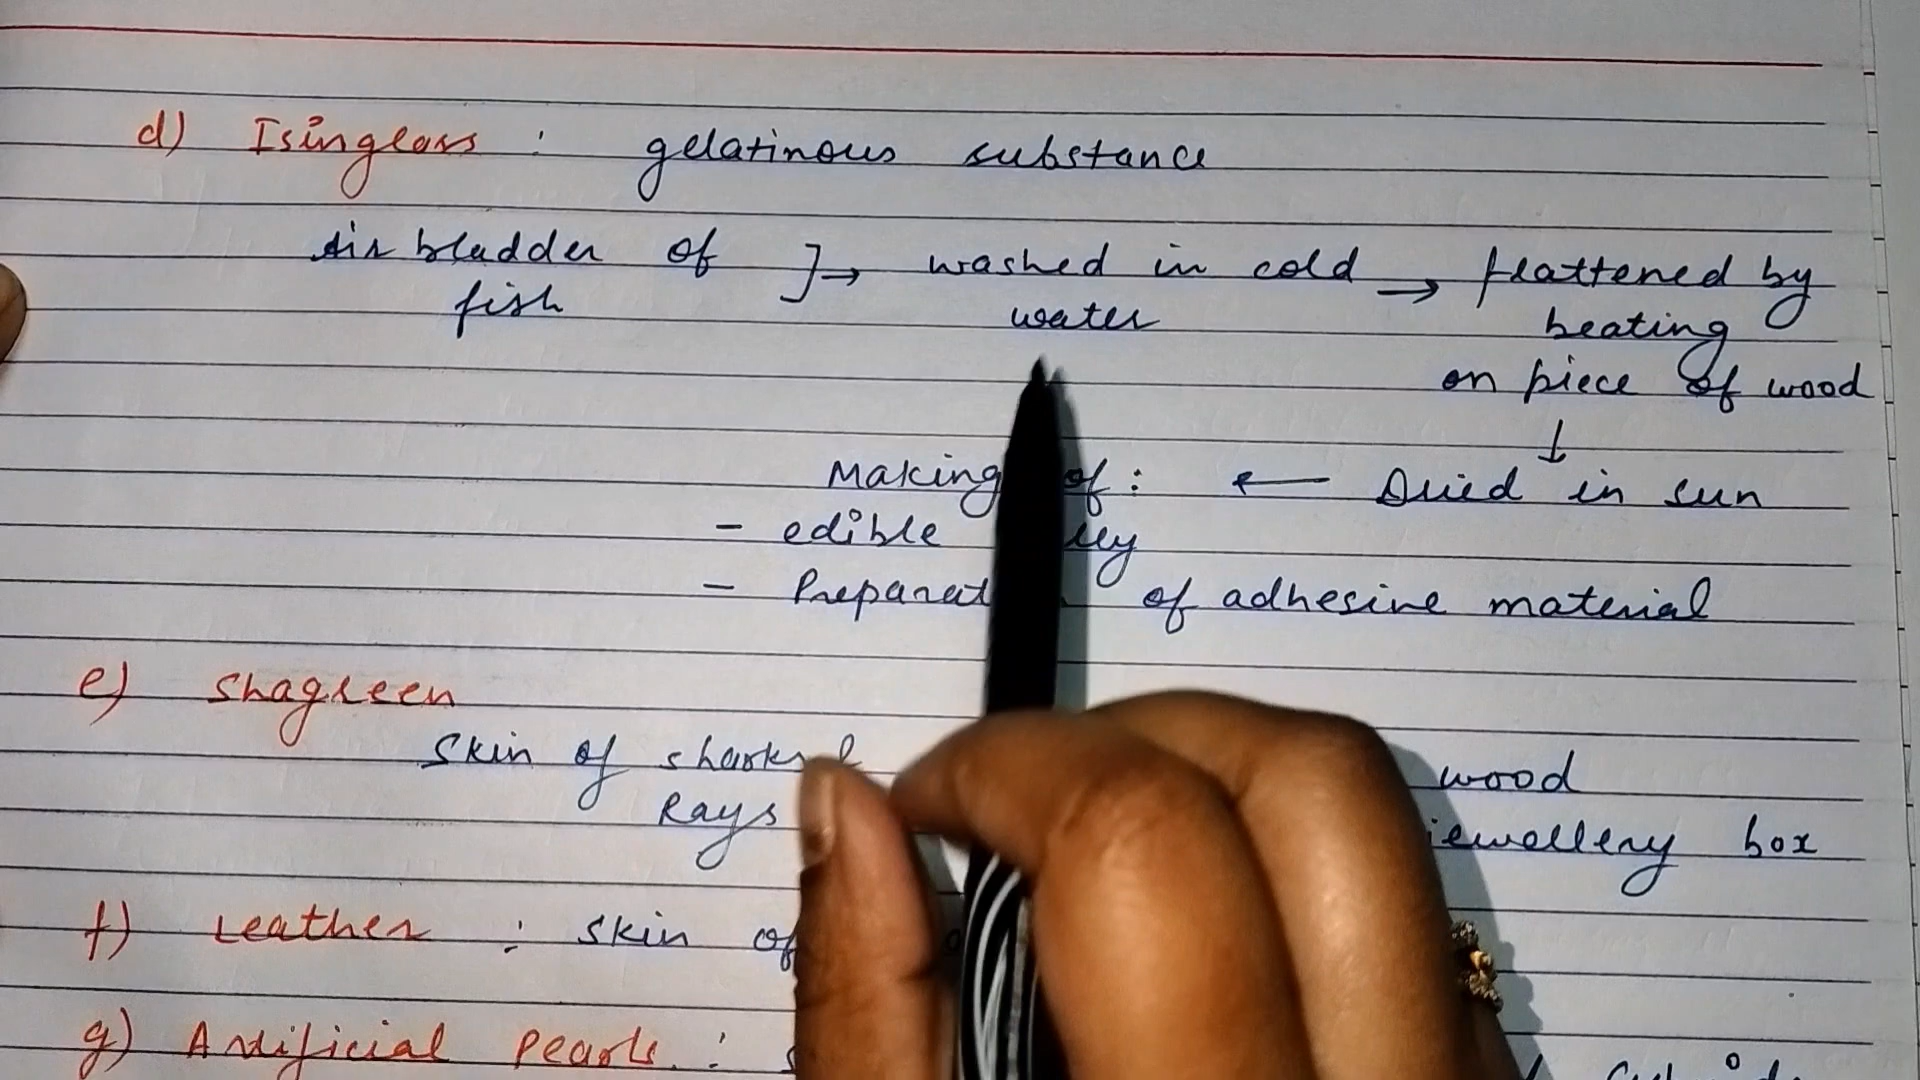 d) Isinglass : gelatinous substance
Air bladder of ]→ washed in cold → flattened by
fish water beating
on piece of wood
↓
Making of : ← Dried in sun
- edible
- of adhesive material
e) Shagreen
Skin of sharks & wood
Rays jewellery box
f) Leather : skin of
g) Artificial Pearls :